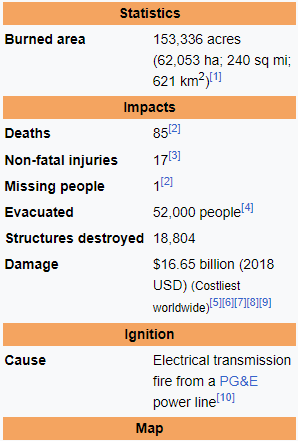 Statistics
Burned area 153,336 acres
(62,053 ha; 240 sq mi;
621 km2)[1]
Impacts
Deaths 85[2]
Non-fatal injuries 17[3]
Missing people 1[2]
Evacuated 52,000 people[4]
Structures destroyed 18,804
Damage $16.65 billion (2018
USD) (Costliest
worldwide)[5][6][7][8][9]
Ignition
Cause Electrical transmission
fire from a PG&E
power line[10]
Map